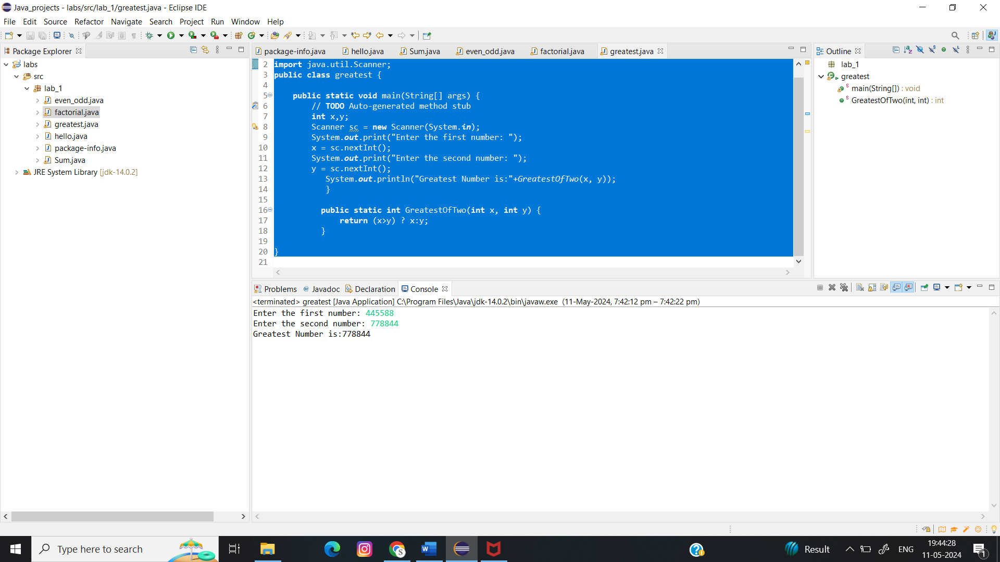 Java_projects - labs/src/lab_1/greatest.java - Eclipse IDE
File Edit Source Refactor Navigate Search Project Run Window Help
Package Explorer
labs
src
lab_1
even_odd.java
factorial.java
greatest.java
hello.java
package-info.java
Sum.java
JRE System Library [jdk-14.0.2]
package-info.java hello.java Sum.java even_odd.java factorial.java greatest.java
2 import java.util.Scanner;
3 public class greatest {
4
5 public static void main(String[] args) {
6 // TODO Auto-generated method stub
7 int x,y;
8 Scanner sc = new Scanner(System.in);
9 System.out.print("Enter the first number: ");
10 x = sc.nextInt();
11 System.out.print("Enter the second number: ");
12 y = sc.nextInt();
13 System.out.println("Greatest Number is:"+GreatestOfTwo(x, y));
14 }
15
16 public static int GreatestOfTwo(int x, int y) {
17 return (x>y) ? x:y;
18 }
19
20 }
21
Outline
lab_1
greatest
main(String[]) : void
GreatestOfTwo(int, int) : int
Problems @ Javadoc Declaration Console
<terminated> greatest [Java Application] C:\Program Files\Java\jdk-14.0.2\bin\javaw.exe (11-May-2024, 7:42:12 pm – 7:42:22 pm)
Enter the first number: 445588
Enter the second number: 778844
Greatest Number is:778844
Type here to search
Result
ENG
19:44:28
11-05-2024
1